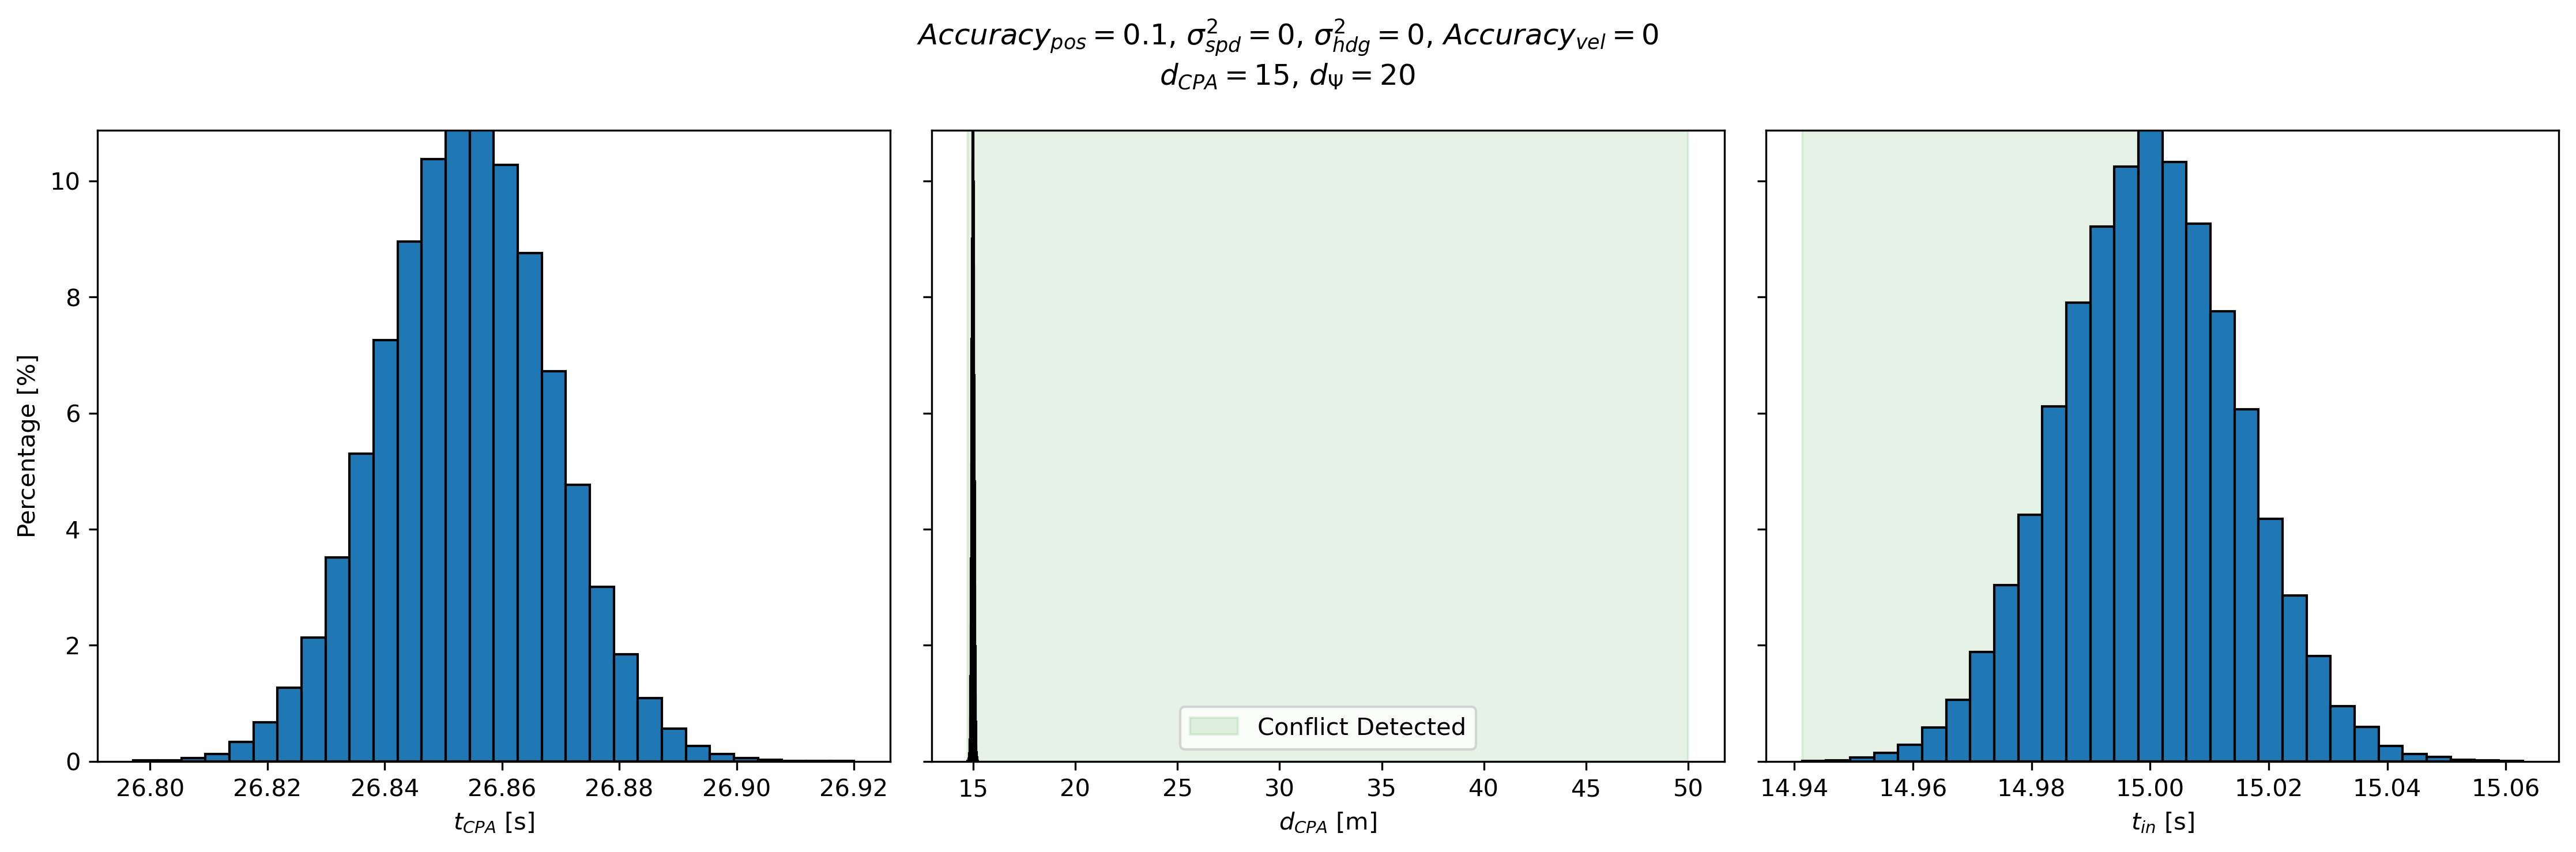 Accuracy_pos = 0.1, σ²_spd = 0, σ²_hdg = 0, Accuracy_vel = 0
d_CPA = 15, d_Ψ = 20
Percentage [%]
10
8
6
4
2
0
26.80 26.82 26.84 26.86 26.88 26.90 26.92
t_CPA [s]
Conflict Detected
15 20 25 30 35 40 45 50
d_CPA [m]
14.94 14.96 14.98 15.00 15.02 15.04 15.06
t_in [s]